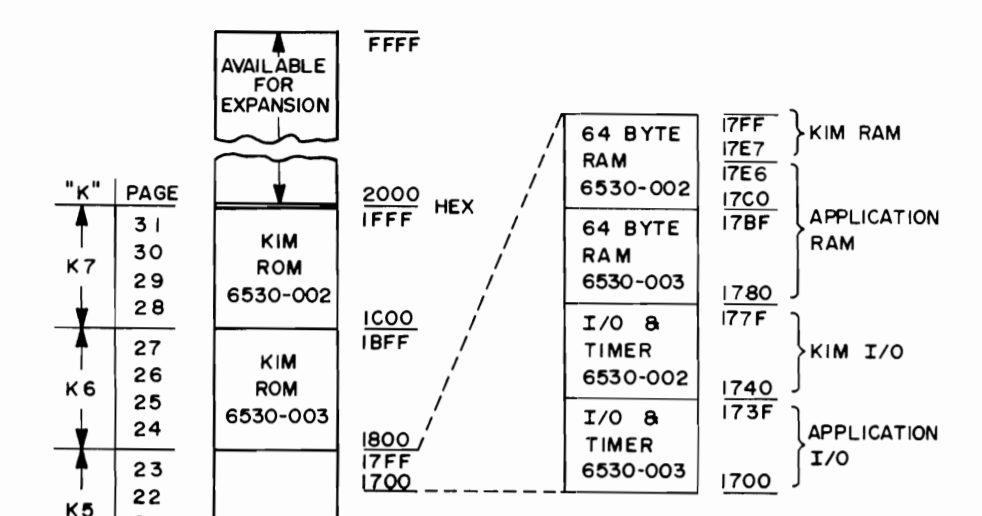 FFFF
AVAILABLE
FOR
EXPANSION
"K" PAGE
2000 HEX
1FFF
K7
31
30
29
28
KIM
ROM
6530-002
1C00
1BFF
K6
27
26
25
24
KIM
ROM
6530-003
1800
17FF
1700
K5
23
22
64 BYTE
RAM
6530-002
17FF
17E7
KIM RAM
17E6
17C0
64 BYTE
RAM
6530-003
17BF
1780
APPLICATION
RAM
I/O &
TIMER
6530-002
177F
1740
KIM I/O
I/O &
TIMER
6530-003
173F
1700
APPLICATION
I/O